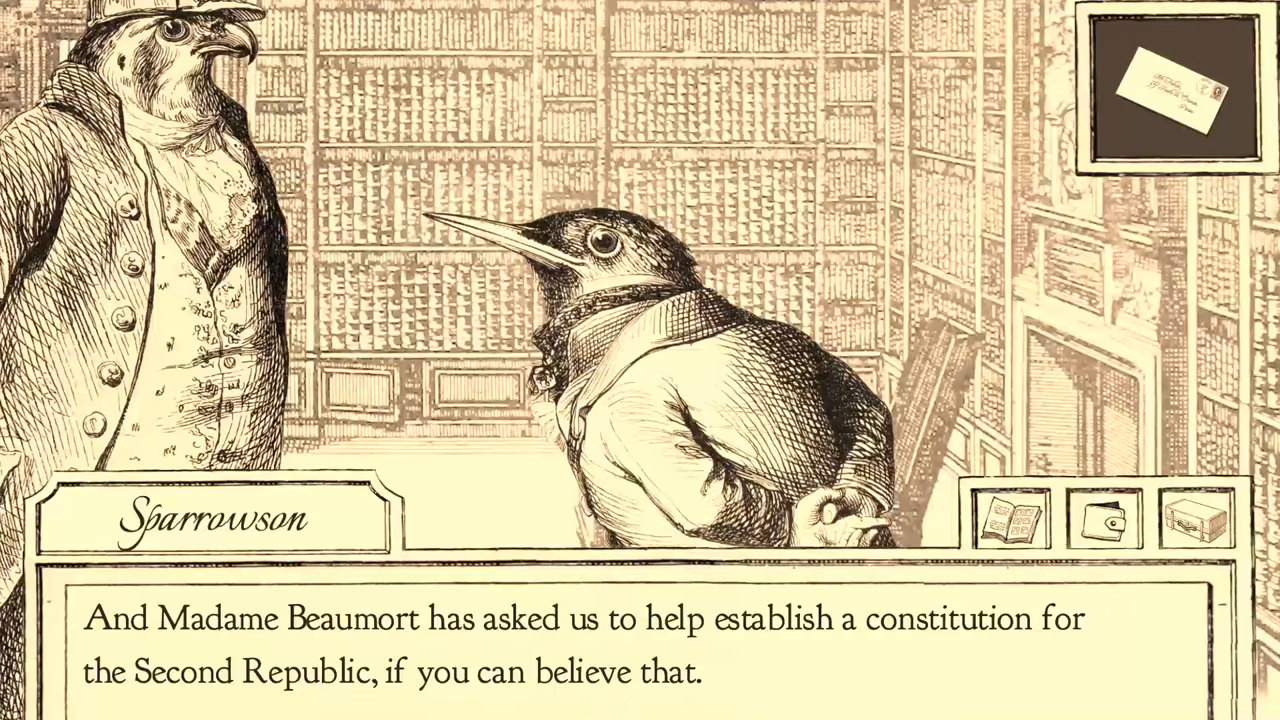 Sparrowson
And Madame Beaumort has asked us to help establish a constitution for
the Second Republic, if you can believe that.